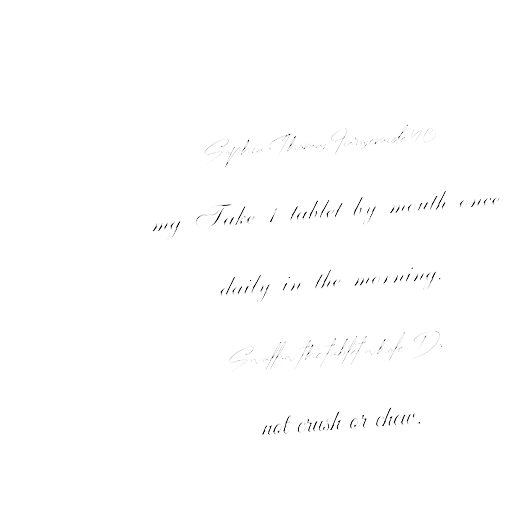 Sophia Thomas Furosemide 40
mg Take 1 tablet by mouth once
daily in the morning.
Swallow the tablet whole Do
not crush or chew.